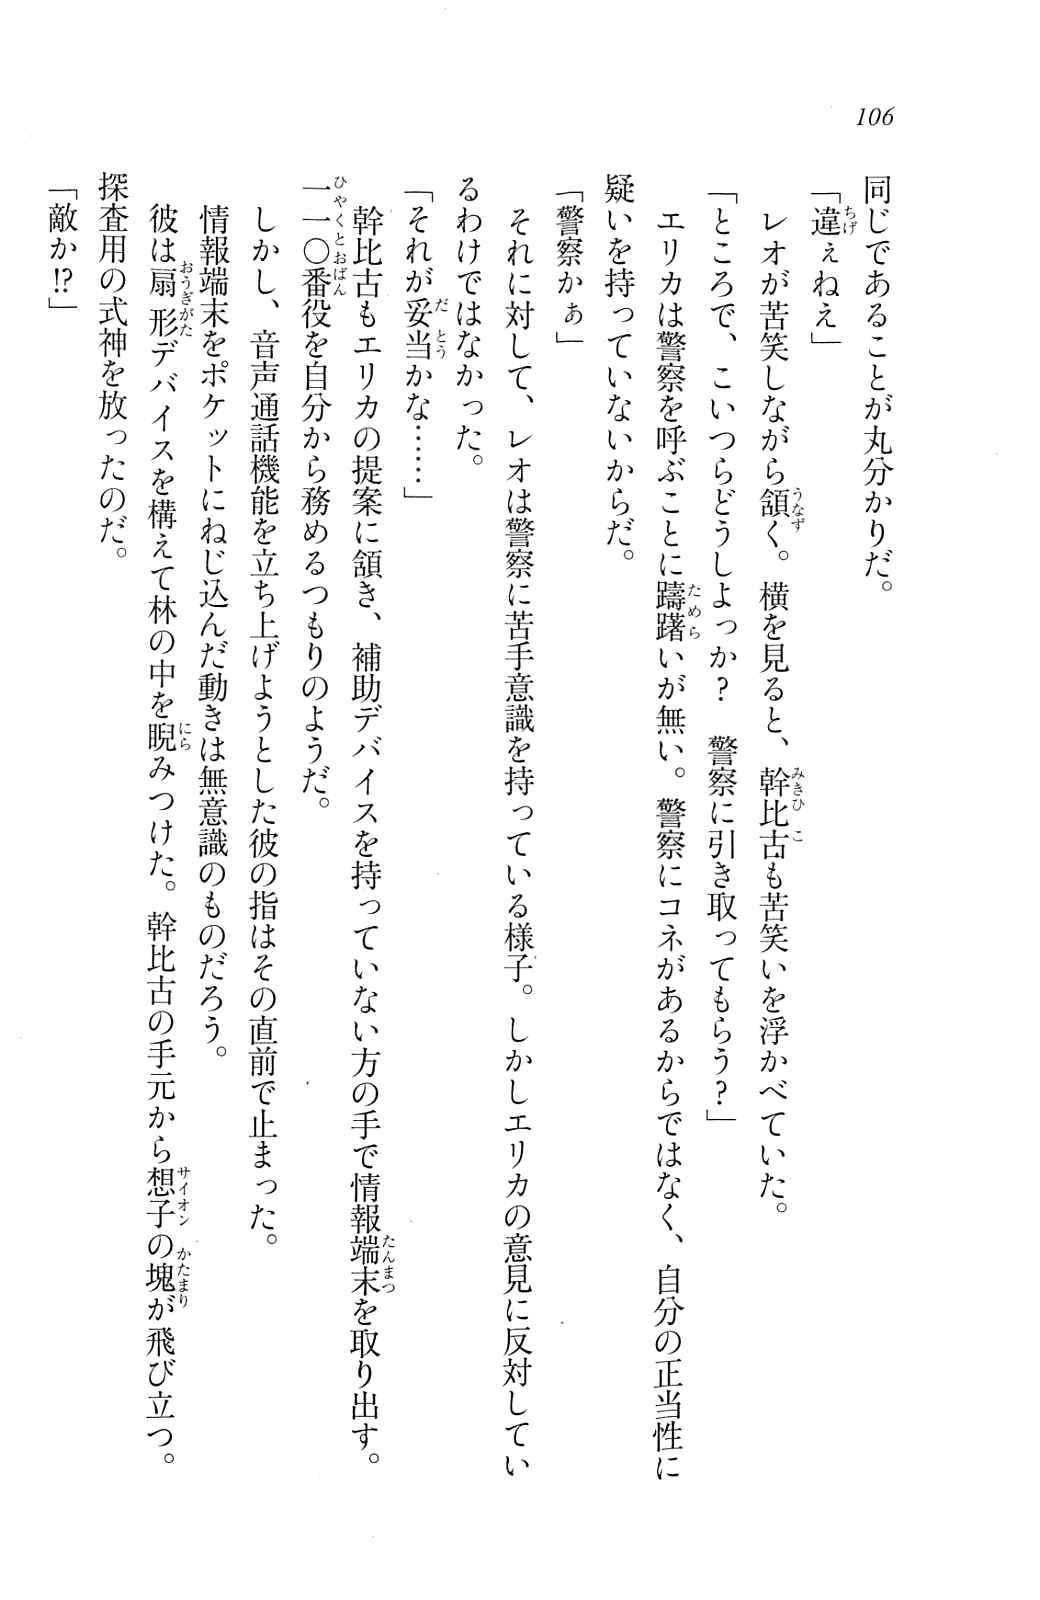 106
同じであることが丸分かりだ。
「違ぇねえ」
　レオが苦笑しながら頷く。横を見ると、幹比古も苦笑いを浮かべていた。
「ところで、こいつらどうしよっか？　警察に引き取ってもらう？」
　エリカは警察を呼ぶことに躊躇いが無い。警察にコネがあるからではなく、自分の正当性に
疑いを持っていないからだ。
「警察かぁ」
　それに対して、レオは警察に苦手意識を持っている様子。しかしエリカの意見に反対してい
るわけではなかった。
「それが妥当かな……」
　幹比古もエリカの提案に頷き、補助デバイスを持っていない方の手で情報端末を取り出す。
一一〇番役を自分から務めるつもりのようだ。
　しかし、音声通話機能を立ち上げようとした彼の指はその直前で止まった。
　情報端末をポケットにねじ込んだ動きは無意識のものだろう。
　彼は扇形デバイスを構えて林の中を睨みつけた。幹比古の手元から想子の塊が飛び立つ。
探査用の式神を放ったのだ。
「敵か!?」